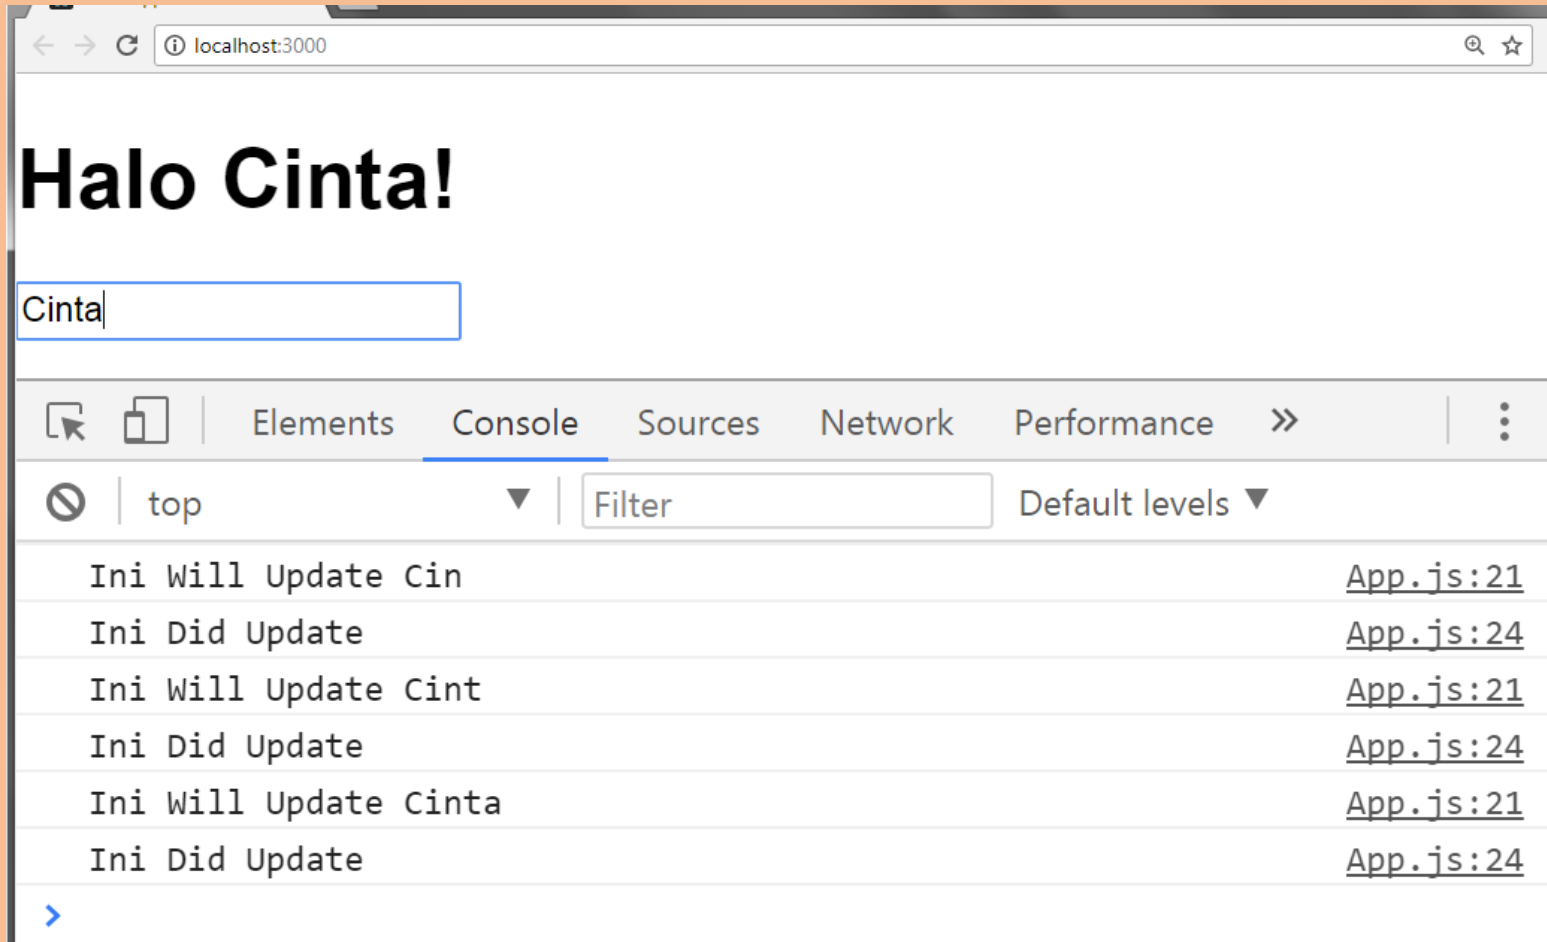 localhost:3000
Halo Cinta!
Cinta
Elements Console Sources Network Performance
top Filter Default levels
Ini Will Update Cin App.js:21
Ini Did Update App.js:24
Ini Will Update Cint App.js:21
Ini Did Update App.js:24
Ini Will Update Cinta App.js:21
Ini Did Update App.js:24